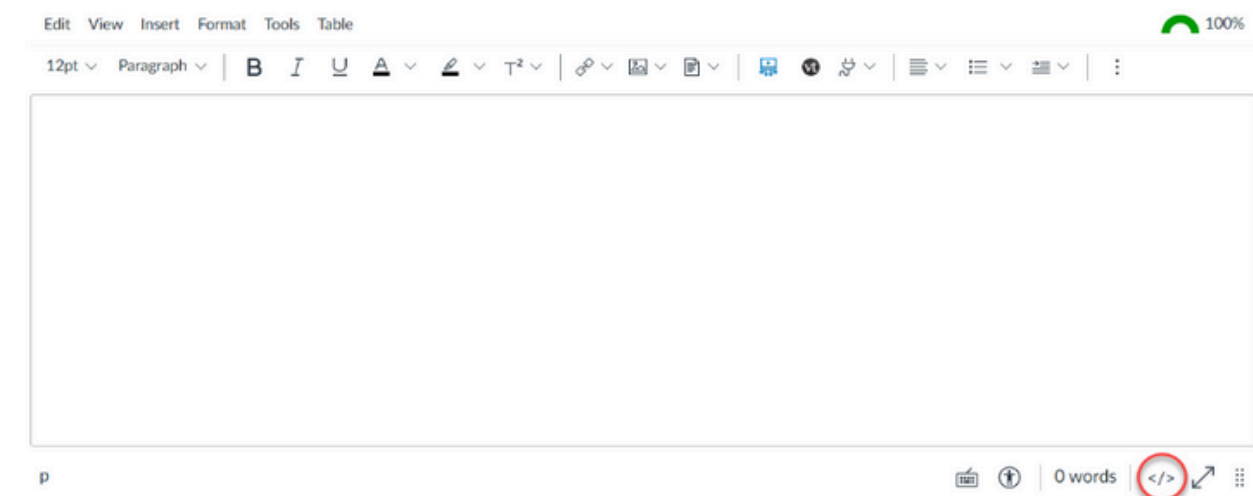 Edit View Insert Format Tools Table 100%
12pt Paragraph B I U A T²
p 0 words </>